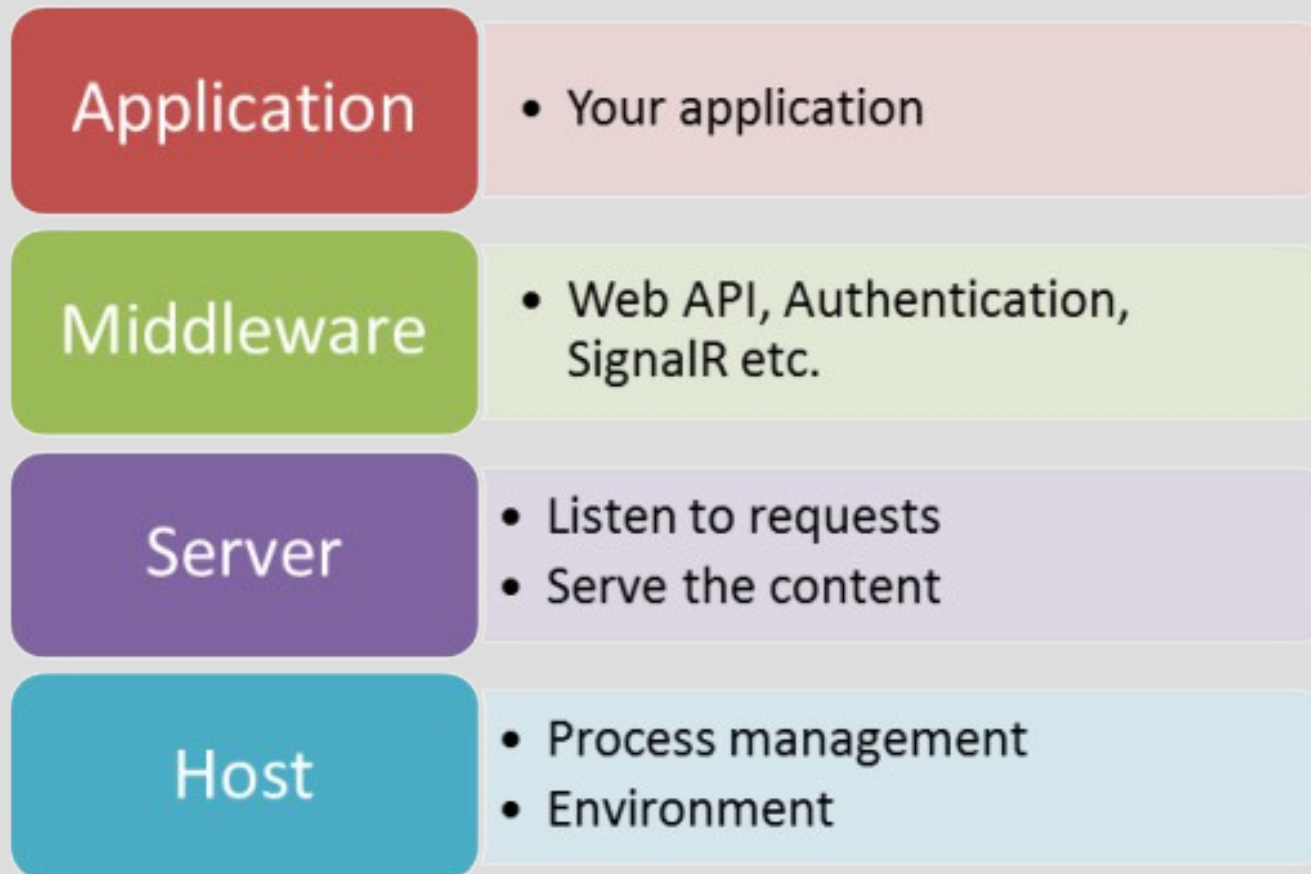 Application
• Your application
Middleware
• Web API, Authentication,
SignalR etc.
Server
• Listen to requests
• Serve the content
Host
• Process management
• Environment